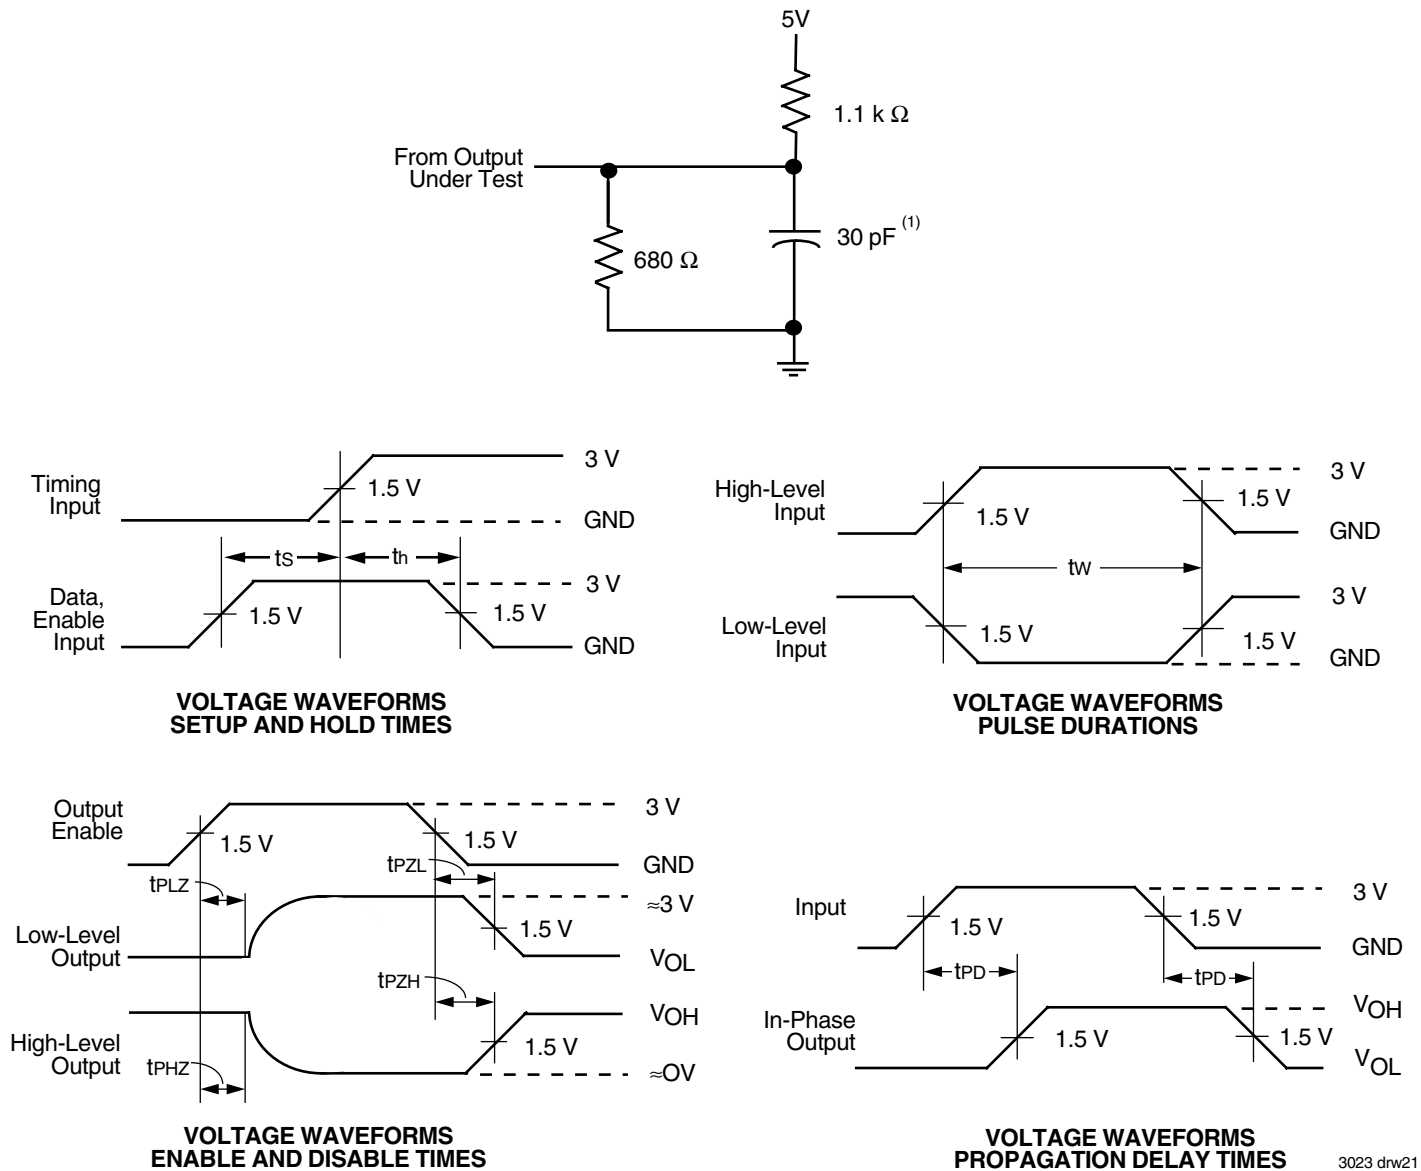 5V
1.1 k Ω
From Output
Under Test
30 pF (1)
680 Ω
3 V
Timing
Input
1.5 V
GND
tS
th
3 V
Data,
Enable
Input
1.5 V
1.5 V
GND
VOLTAGE WAVEFORMS
SETUP AND HOLD TIMES
3 V
High-Level
Input
1.5 V
1.5 V
GND
tW
3 V
Low-Level
Input
1.5 V
1.5 V
GND
VOLTAGE WAVEFORMS
PULSE DURATIONS
Output
Enable
3 V
1.5 V
1.5 V
GND
tPLZ
tPZL
≈3 V
Low-Level
Output
1.5 V
VOL
tPZH
VOH
High-Level
Output
1.5 V
tPHZ
≈OV
VOLTAGE WAVEFORMS
ENABLE AND DISABLE TIMES
3 V
Input
1.5 V
1.5 V
GND
tPD
tPD
VOH
In-Phase
Output
1.5 V
1.5 V
VOL
VOLTAGE WAVEFORMS
PROPAGATION DELAY TIMES
3023 drw21